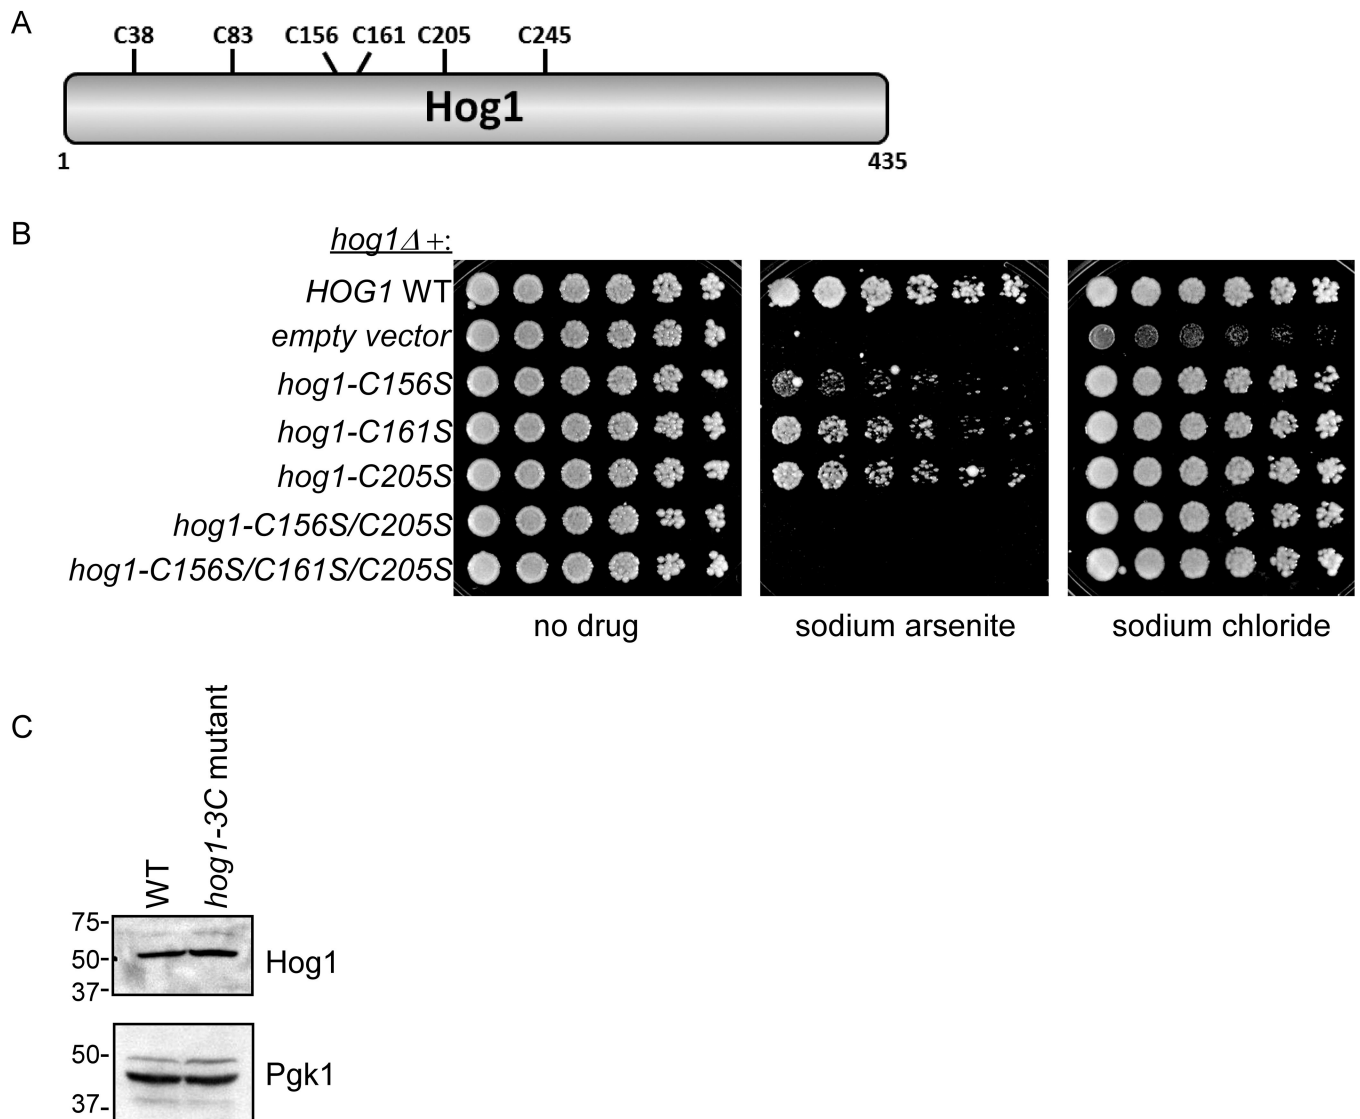 A
C38 C83 C156 C161 C205 C245
Hog1
1 435
B
hog1Δ +:
HOG1 WT
empty vector
hog1-C156S
hog1-C161S
hog1-C205S
hog1-C156S/C205S
hog1-C156S/C161S/C205S
no drug sodium arsenite sodium chloride
C
WT hog1-3C mutant
75-
50- Hog1
37-
50-
Pgk1
37-